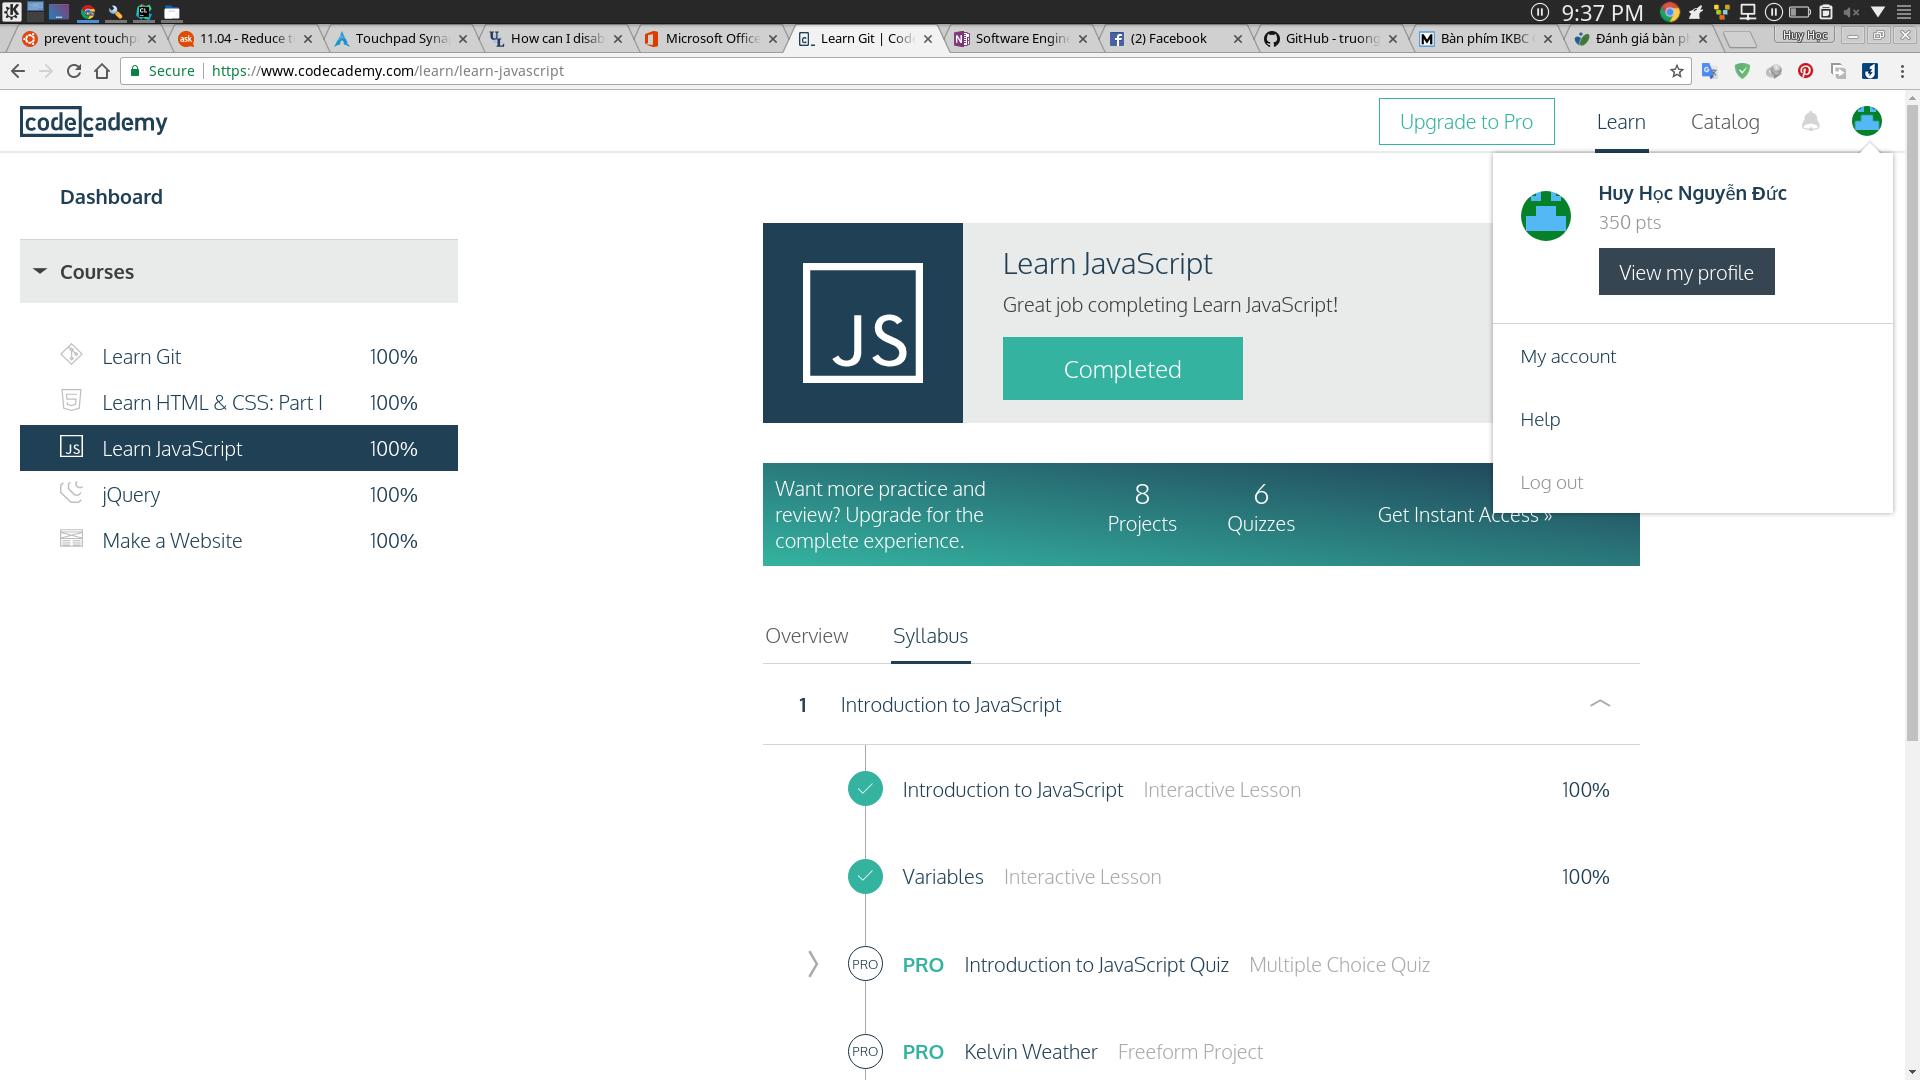 9:37 PM
prevent touchp
11.04 - Reduce t
Touchpad Syna
How can I disab
Microsoft Office
Learn Git | Cod
Software Engin
(2) Facebook
GitHub - truong
Bàn phím IKBC
Đánh giá bàn p
Huy Học
Secure
https://www.codecademy.com/learn/learn-javascript
codecademy
Upgrade to Pro
Learn
Catalog
Dashboard
Courses
Learn Git 100%
Learn HTML & CSS: Part I 100%
JS Learn JavaScript 100%
jQuery 100%
Make a Website 100%
JS
Learn JavaScript
Great job completing Learn JavaScript!
Completed
Huy Học Nguyễn Đức
350 pts
View my profile
My account
Help
Log out
Want more practice and
review? Upgrade for the
complete experience.
8
Projects
6
Quizzes
Get Instant Access »
Overview
Syllabus
1 Introduction to JavaScript
Introduction to JavaScript Interactive Lesson 100%
Variables Interactive Lesson 100%
PRO PRO Introduction to JavaScript Quiz Multiple Choice Quiz
PRO PRO Kelvin Weather Freeform Project